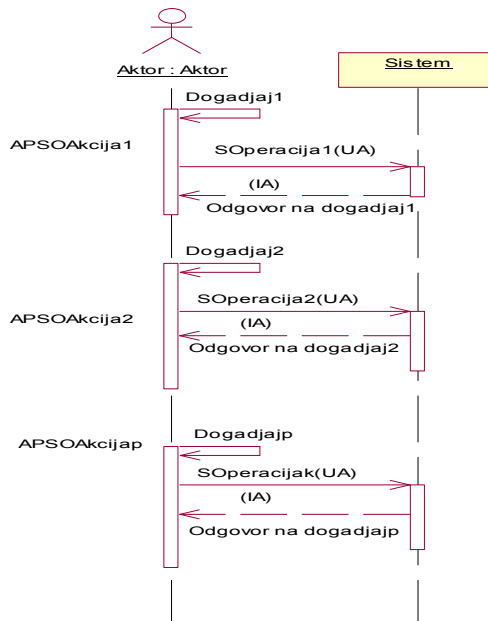 Aktor : Aktor
Sistem
Dogadjaj1
APSOAkcija1
SOperacija1(UA)
(IA)
Odgovor na dogadjaj1
Dogadjaj2
SOperacija2(UA)
APSOAkcija2
(IA)
Odgovor na dogadjaj2
Dogadjajp
APSOAkcijap
SOperacijak(UA)
(IA)
Odgovor na dogadjajp